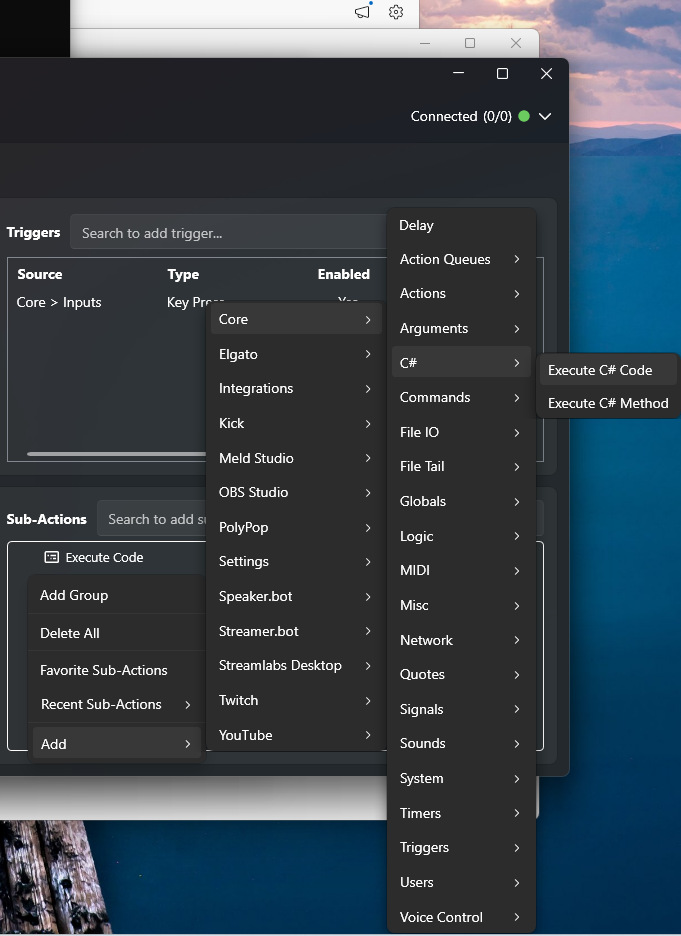 Connected (0/0)
Triggers
Search to add trigger...
Source Type Enabled
Core > Inputs Key Press Yes
Sub-Actions
Search to add su
Execute Code
Add Group
Delete All
Favorite Sub-Actions
Recent Sub-Actions
Add
Core
Elgato
Integrations
Kick
Meld Studio
OBS Studio
PolyPop
Settings
Speaker.bot
Streamer.bot
Streamlabs Desktop
Twitch
YouTube
Delay
Action Queues
Actions
Arguments
C#
Commands
File IO
File Tail
Globals
Logic
MIDI
Misc
Network
Quotes
Signals
Sounds
System
Timers
Triggers
Users
Voice Control
Execute C# Code
Execute C# Method